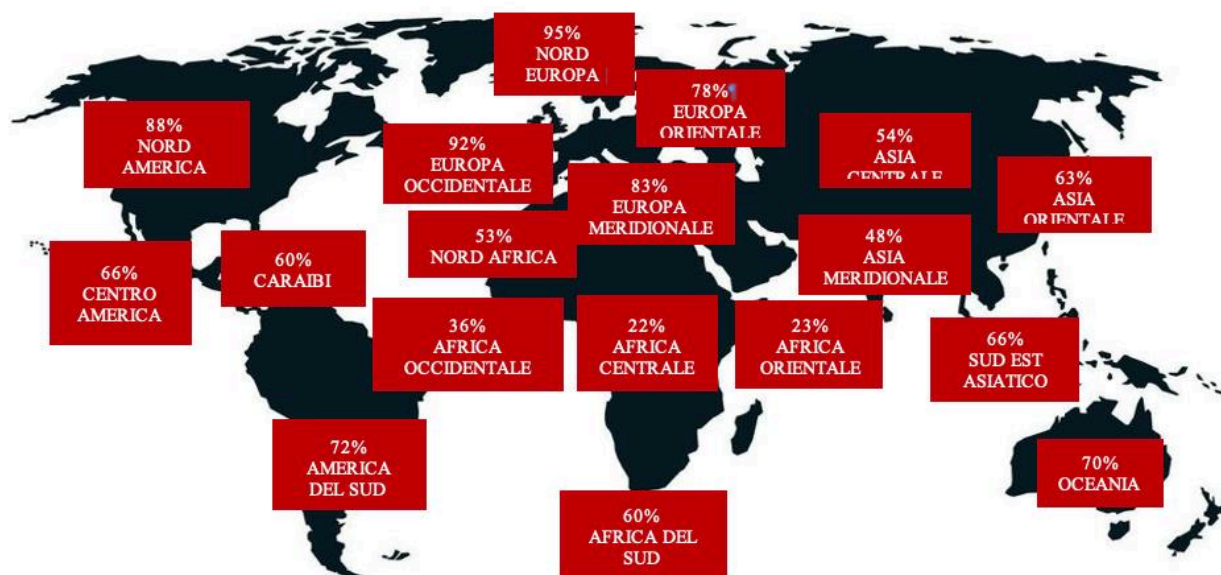 95%
NORD
EUROPA
78%¶
EUROPA
ORIENTALE
88%
NORD
AMERICA
92%
EUROPA
OCCIDENTALE
54%
ASIA
CENTRALE
63%
ASIA
ORIENTALE
83%
EUROPA
MERIDIONALE
53%
NORD AFRICA
48%
ASIA
MERIDIONALE
60%
CARAIBI
66%
CENTRO
AMERICA
36%
AFRICA
OCCIDENTALE
22%
AFRICA
CENTRALE
23%
AFRICA
ORIENTALE
66%
SUD EST
ASIATICO
72%
AMERICA
DEL SUD
70%
OCEANIA
60%
AFRICA DEL
SUD